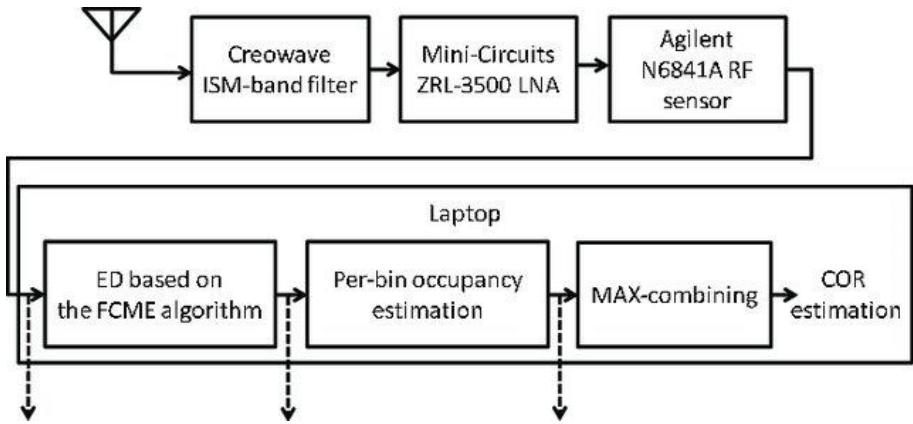 Creowave
ISM-band filter
Mini-Circuits
ZRL-3500 LNA
Agilent
N6841A RF
sensor
Laptop
ED based on
the FCME algorithm
Per-bin occupancy
estimation
MAX-combining
COR
estimation